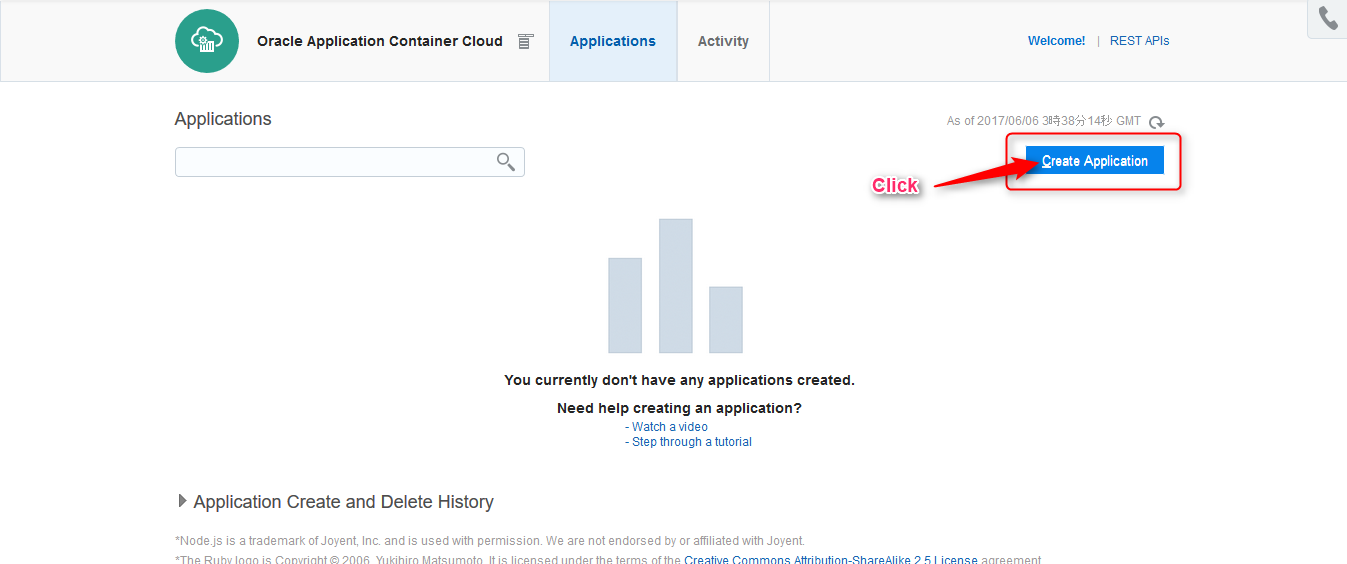 Oracle Application Container Cloud
Applications
Activity
Welcome! | REST APIs
Applications
As of 2017/06/06 3時38分14秒 GMT
Create Application
Click
You currently don't have any applications created.
Need help creating an application?
- Watch a video
- Step through a tutorial
Application Create and Delete History
*Node.js is a trademark of Joyent, Inc. and is used with permission. We are not endorsed by or affiliated with Joyent.
*The Ruby logo is Copyright © 2006, Yukihiro Matsumoto. It is licensed under the terms of the Creative Commons Attribution-ShareAlike 2.5 License agreement.